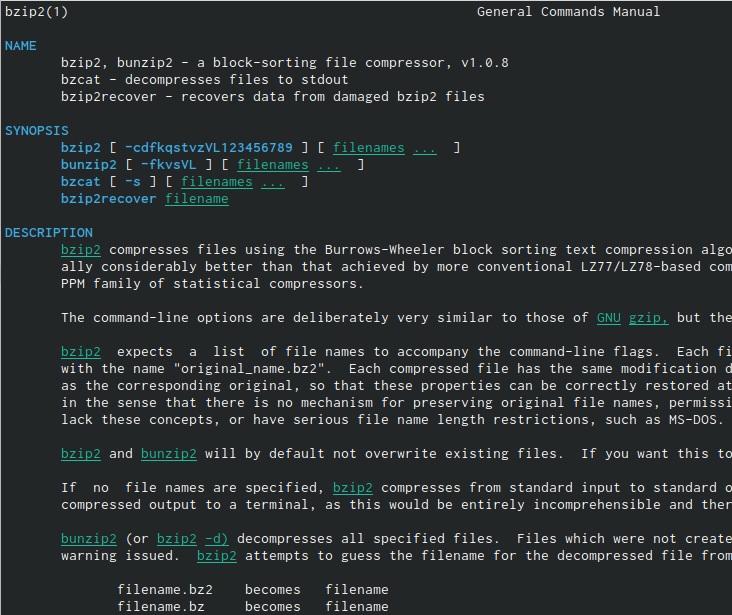 bzip2(1) General Commands Manual
NAME
bzip2, bunzip2 - a block-sorting file compressor, v1.0.8
bzcat - decompresses files to stdout
bzip2recover - recovers data from damaged bzip2 files
SYNOPSIS
bzip2 [ -cdfkqstvzVL123456789 ] [ filenames ... ]
bunzip2 [ -fkvsVL ] [ filenames ... ]
bzcat [ -s ] [ filenames ... ]
bzip2recover filename
DESCRIPTION
bzip2 compresses files using the Burrows-Wheeler block sorting text compression algo
ally considerably better than that achieved by more conventional LZ77/LZ78-based com
PPM family of statistical compressors.
The command-line options are deliberately very similar to those of GNU gzip, but the
bzip2 expects a list of file names to accompany the command-line flags. Each fi
with the name "original_name.bz2". Each compressed file has the same modification d
as the corresponding original, so that these properties can be correctly restored at
in the sense that there is no mechanism for preserving original file names, permissi
lack these concepts, or have serious file name length restrictions, such as MS-DOS.
bzip2 and bunzip2 will by default not overwrite existing files. If you want this to
If no file names are specified, bzip2 compresses from standard input to standard o
compressed output to a terminal, as this would be entirely incomprehensible and ther
bunzip2 (or bzip2 -d) decompresses all specified files. Files which were not create
warning issued. bzip2 attempts to guess the filename for the decompressed file from
filename.bz2 becomes filename
filename.bz becomes filename